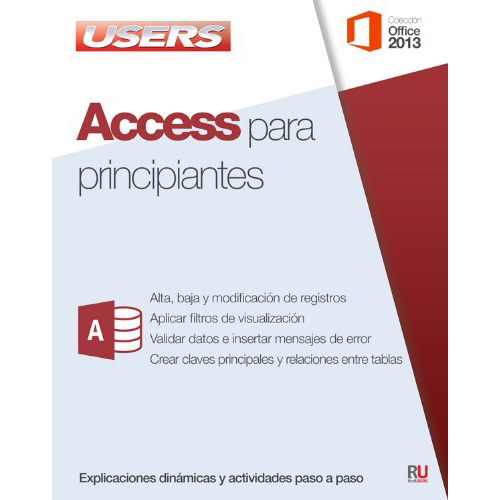 USERS
Colección
Office
2013
Access para
principiantes
A
Alta, baja y modificación de registros
Aplicar filtros de visualización
Validar datos e insertar mensajes de error
Crear claves principales y relaciones entre tablas
Explicaciones dinámicas y actividades paso a paso
RU
RedUSERS